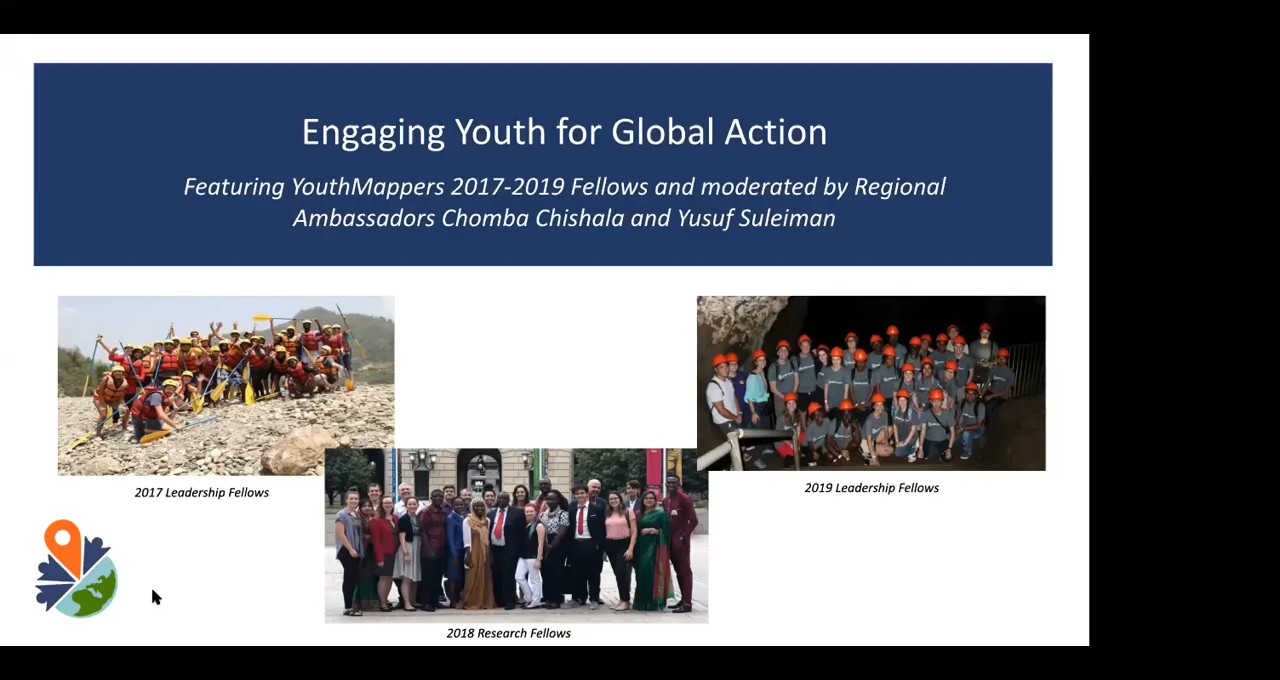 Engaging Youth for Global Action
Featuring YouthMappers 2017-2019 Fellows and moderated by Regional
Ambassadors Chomba Chishala and Yusuf Suleiman
2017 Leadership Fellows
2019 Leadership Fellows
2018 Research Fellows